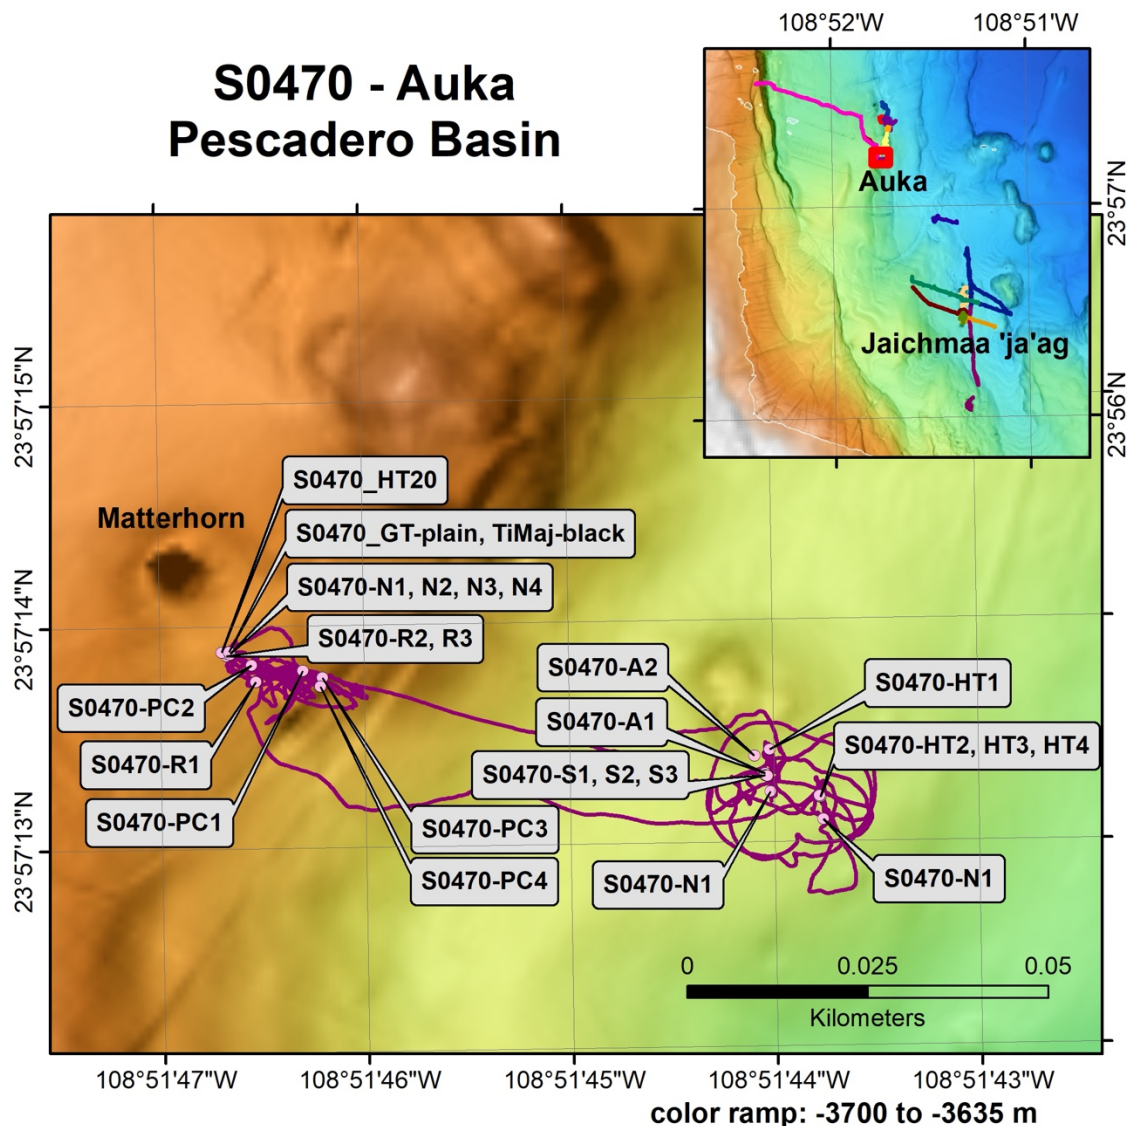 S0470 - Auka
Pescadero Basin
108°52'W
108°51'W
23°57'N
23°56'N
Auka
Jaichmaa 'ja'ag
23°57'15"N
23°57'14"N
23°57'13"N
Matterhorn
S0470_HT20
S0470_GT-plain, TiMaj-black
S0470-N1, N2, N3, N4
S0470-R2, R3
S0470-PC2
S0470-R1
S0470-PC1
S0470-PC3
S0470-PC4
S0470-A2
S0470-A1
S0470-S1, S2, S3
S0470-HT1
S0470-HT2, HT3, HT4
S0470-N1
S0470-N1
0 0.025 0.05
Kilometers
108°51'47"W
108°51'46"W
108°51'45"W
108°51'44"W
108°51'43"W
color ramp: -3700 to -3635 m